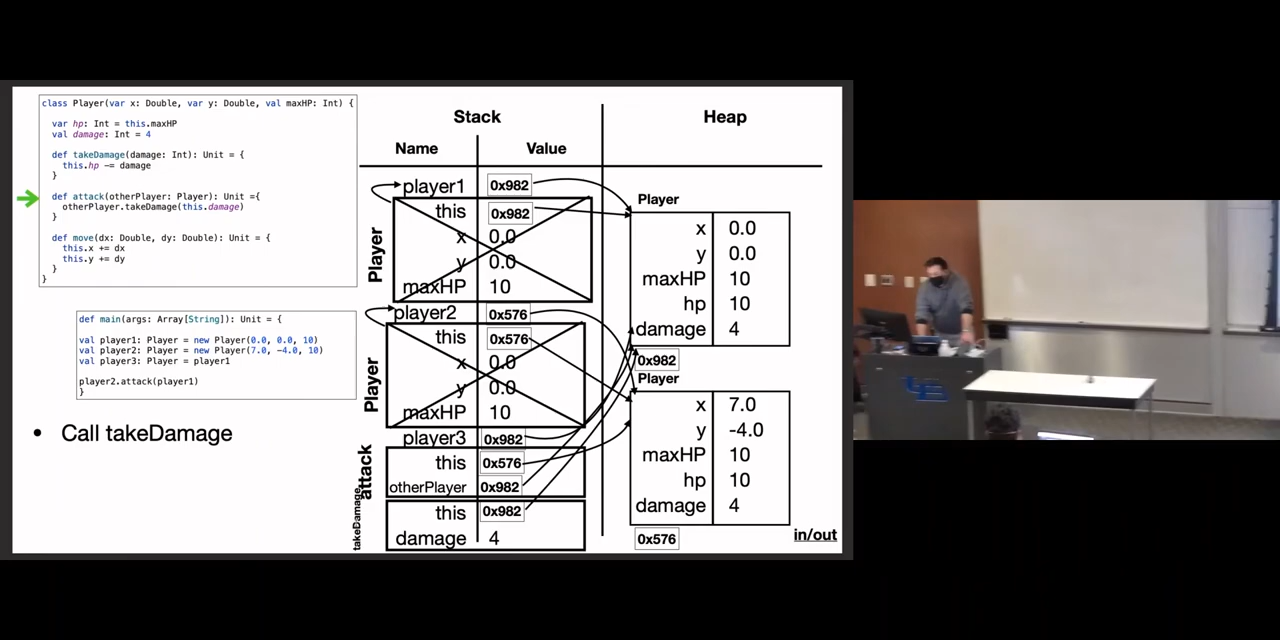 class Player(var x: Double, var y: Double, val maxHP: Int) {
var hp: Int = this.maxHP
val damage: Int = 4
def takeDamage(damage: Int): Unit = {
this.hp -= damage
}
def attack(otherPlayer: Player): Unit ={
otherPlayer.takeDamage(this.damage)
}
def move(dx: Double, dy: Double): Unit = {
this.x += dx
this.y += dy
}
}
def main(args: Array[String]): Unit = {
val player1: Player = new Player(0.0, 0.0, 10)
val player2: Player = new Player(7.0, -4.0, 10)
val player3: Player = player1
player2.attack(player1)
}
• Call takeDamage
Stack
Name Value
player1 0x982
Player
this 0x982
x 0.0
y 0.0
maxHP 10
player2 0x576
Player
this 0x576
x 0.0
y 0.0
maxHP 10
player3 0x982
attack
this 0x576
otherPlayer 0x982
takeDamage
this 0x982
damage 4
Heap
Player
x 0.0
y 0.0
maxHP 10
hp 10
damage 4
0x982
Player
x 7.0
y -4.0
maxHP 10
hp 10
damage 4
0x576
in/out